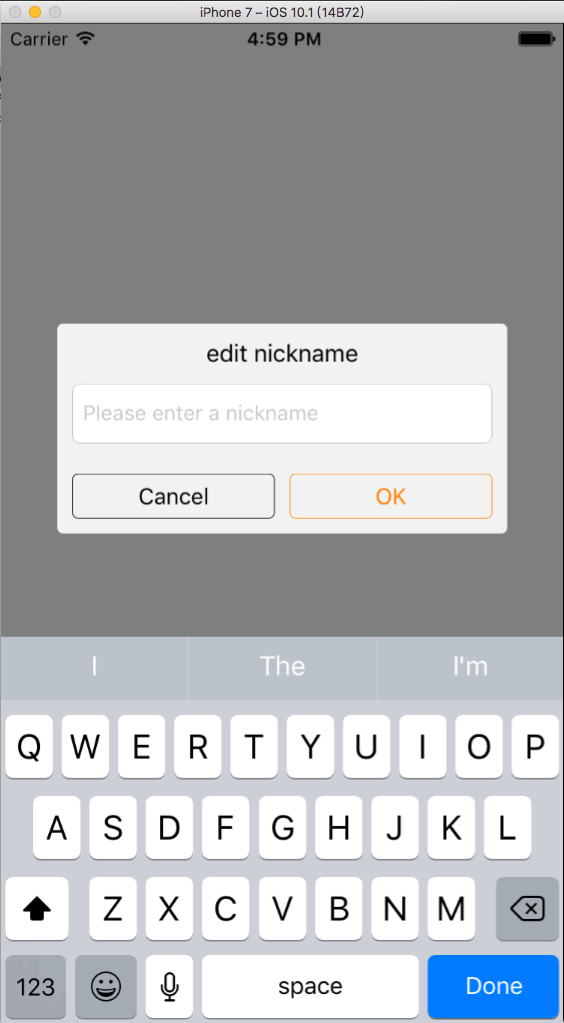 iPhone 7 – iOS 10.1 (14B72)
Carrier 4:59 PM
edit nickname
Please enter a nickname
Cancel OK
I The I'm
Q W E R T Y U I O P
A S D F G H J K L
Z X C V B N M
123 space Done